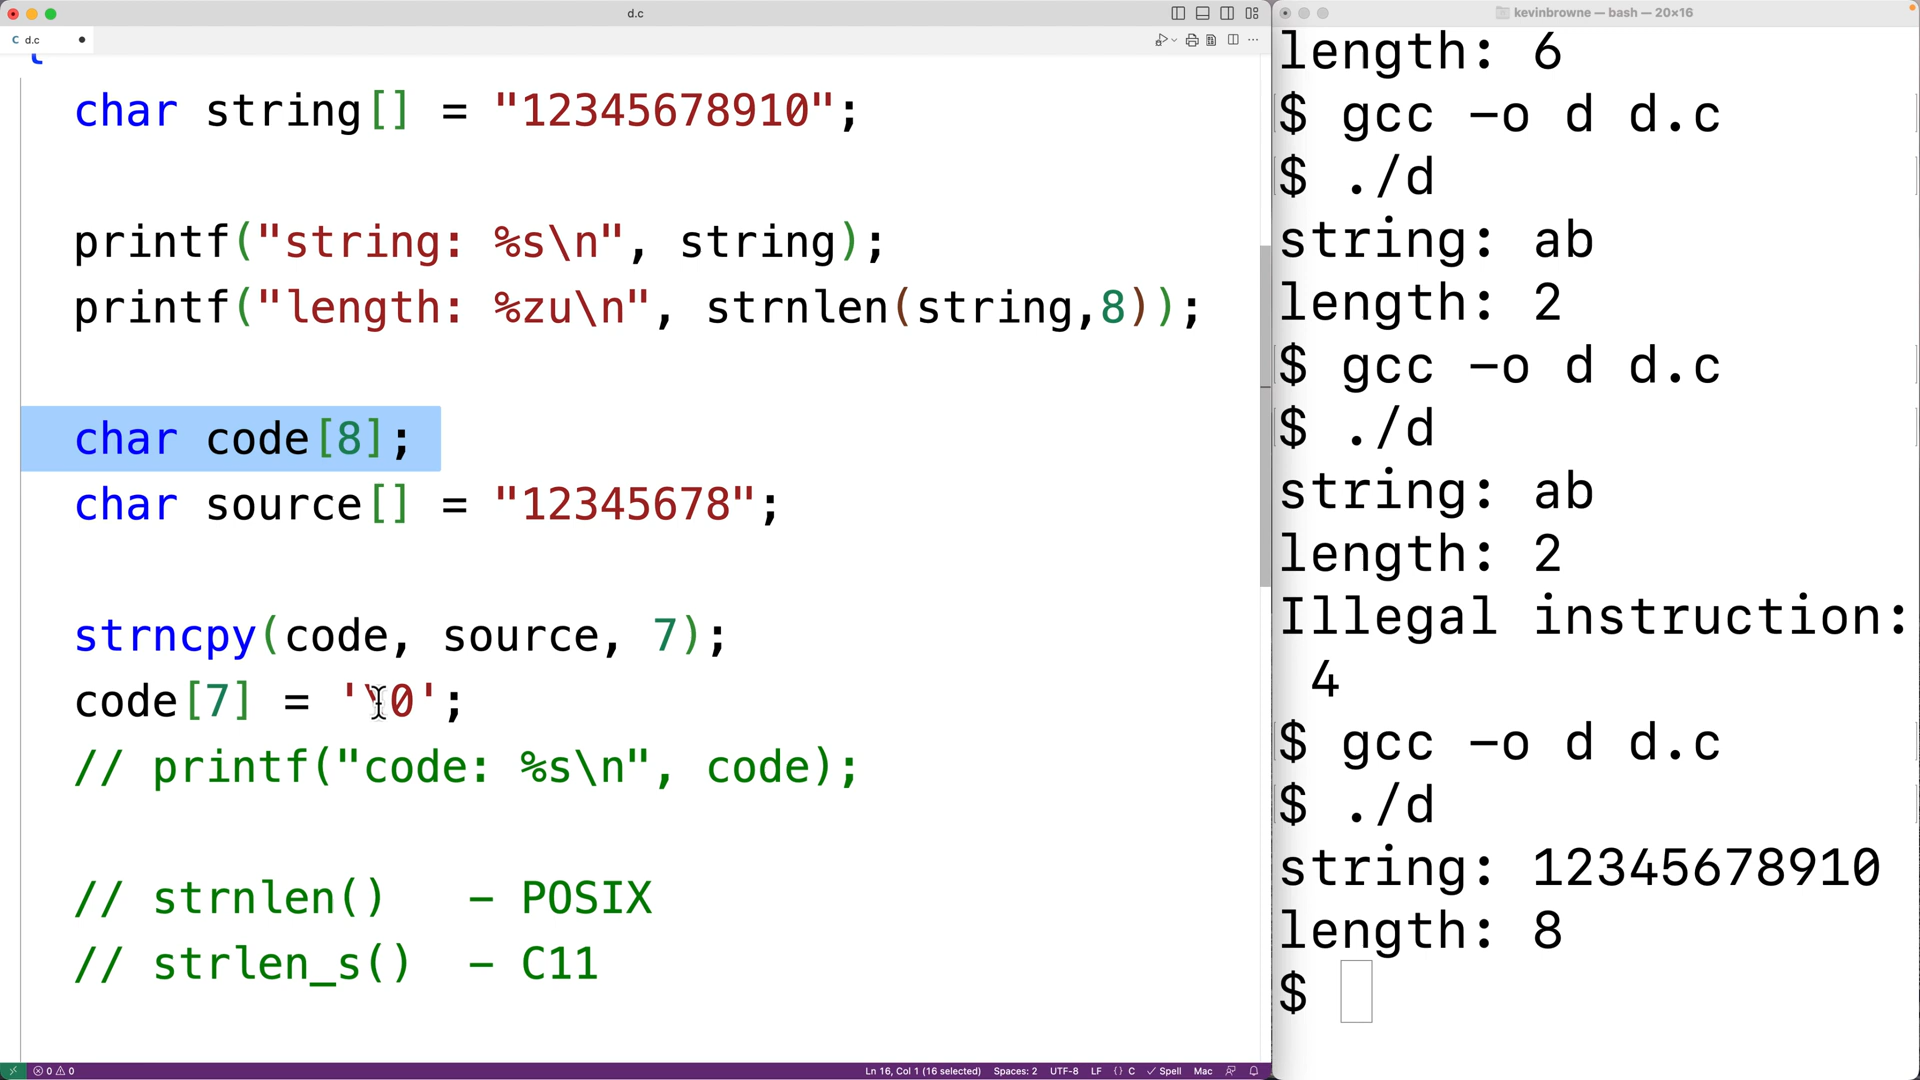 d.c
C d.c
{
char string[] = "12345678910";
printf("string: %s\n", string);
printf("length: %zu\n", strnlen(string,8));
char code[8];
char source[] = "12345678";
strncpy(code, source, 7);
code[7] = '\0';
// printf("code: %s\n", code);
// strnlen() - POSIX
// strlen_s() - C11
0 0
Ln 16, Col 1 (16 selected) Spaces: 2 UTF-8 LF {} C Spell Mac
kevinbrowne — bash — 20×16
length: 6
$ gcc -o d d.c
$ ./d
string: ab
length: 2
$ gcc -o d d.c
$ ./d
string: ab
length: 2
Illegal instruction:
4
$ gcc -o d d.c
$ ./d
string: 12345678910
length: 8
$